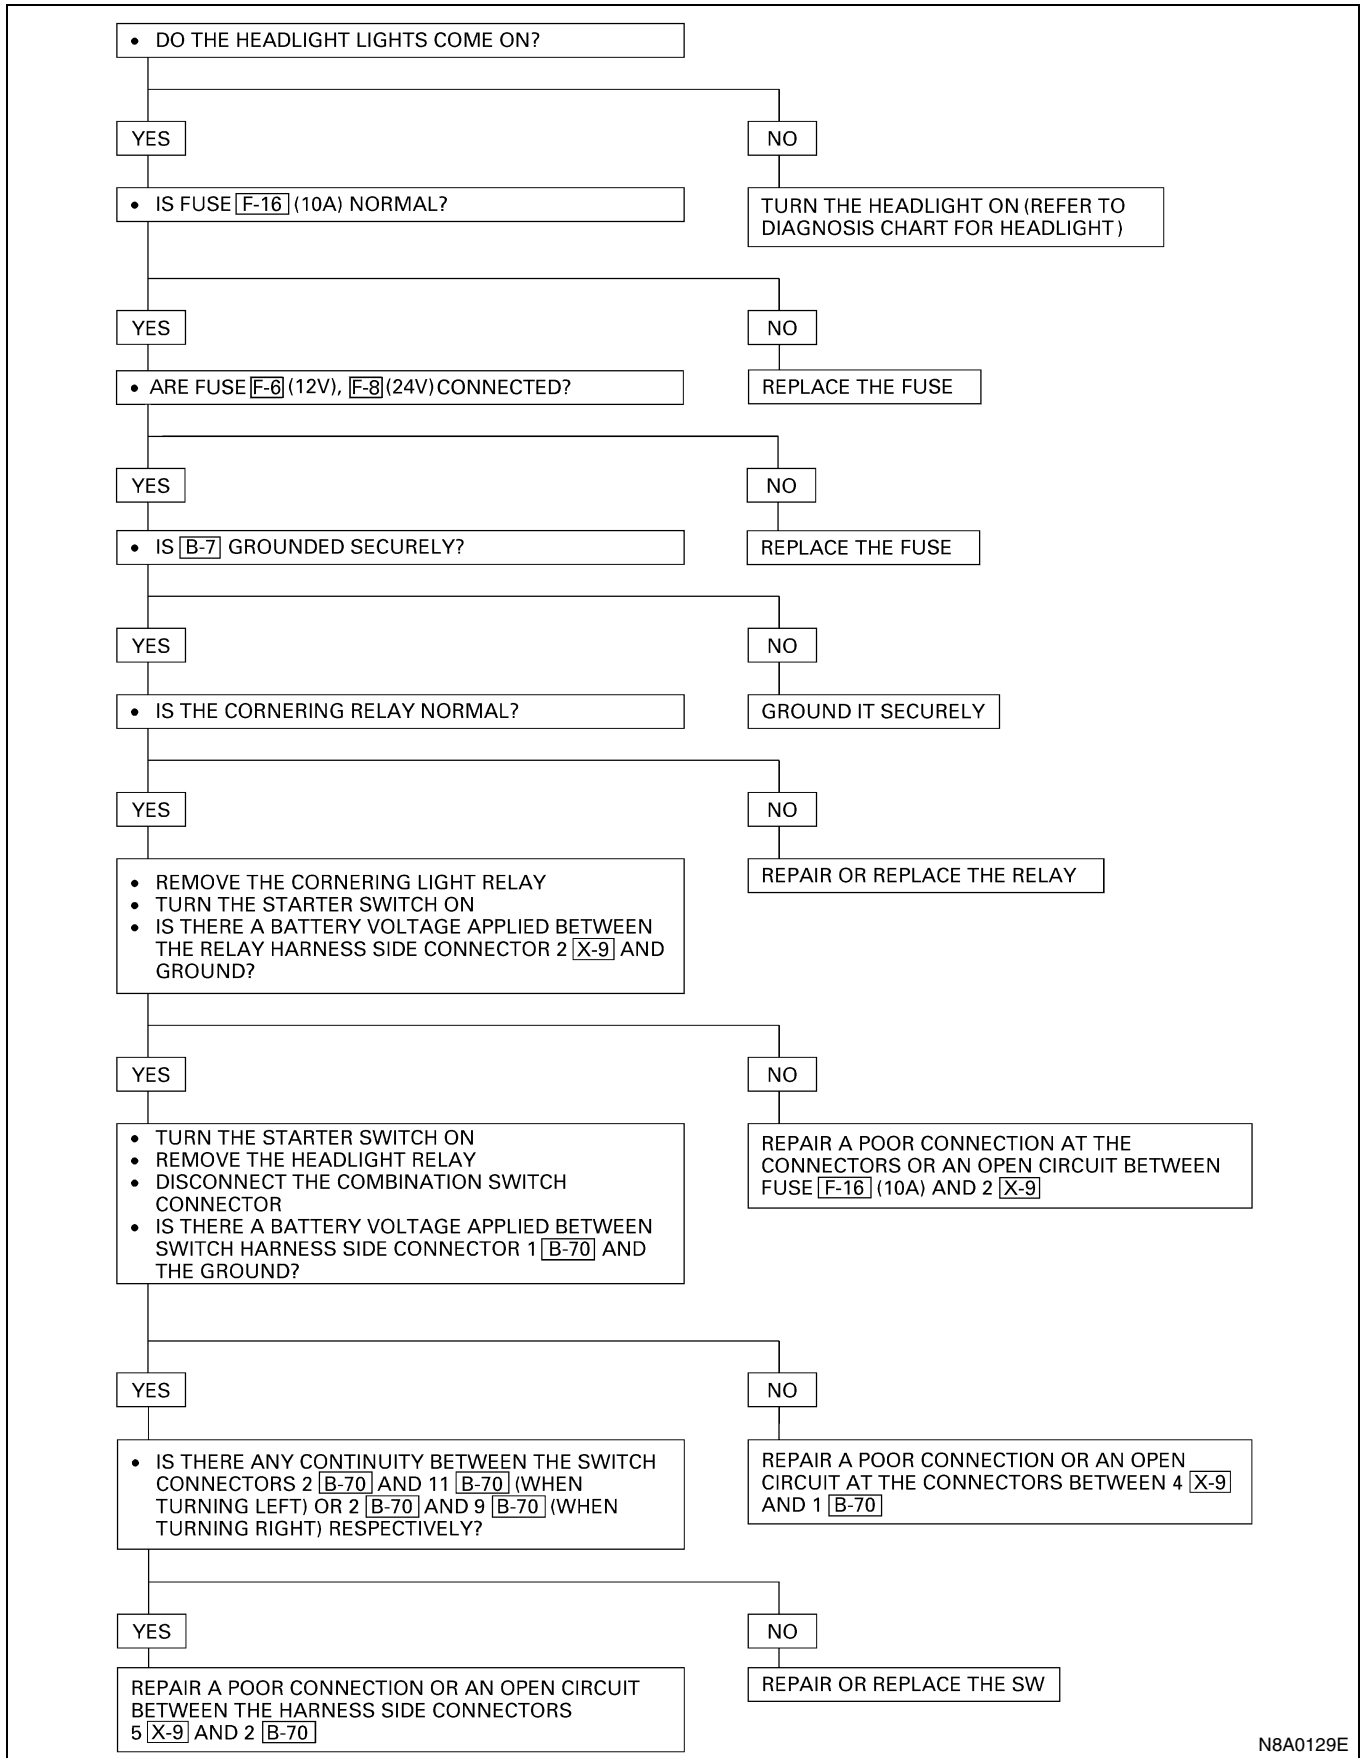 • DO THE HEADLIGHT LIGHTS COME ON?
YES
NO
• IS FUSE F-16 (10A) NORMAL?
TURN THE HEADLIGHT ON (REFER TO
DIAGNOSIS CHART FOR HEADLIGHT)
YES
NO
• ARE FUSE F-6 (12V), F-8 (24V) CONNECTED?
REPLACE THE FUSE
YES
NO
• IS B-7 GROUNDED SECURELY?
REPLACE THE FUSE
YES
NO
• IS THE CORNERING RELAY NORMAL?
GROUND IT SECURELY
YES
NO
• REMOVE THE CORNERING LIGHT RELAY
• TURN THE STARTER SWITCH ON
• IS THERE A BATTERY VOLTAGE APPLIED BETWEEN
THE RELAY HARNESS SIDE CONNECTOR 2 X-9 AND
GROUND?
REPAIR OR REPLACE THE RELAY
YES
NO
• TURN THE STARTER SWITCH ON
• REMOVE THE HEADLIGHT RELAY
• DISCONNECT THE COMBINATION SWITCH
CONNECTOR
• IS THERE A BATTERY VOLTAGE APPLIED BETWEEN
SWITCH HARNESS SIDE CONNECTOR 1 B-70 AND
THE GROUND?
REPAIR A POOR CONNECTION AT THE
CONNECTORS OR AN OPEN CIRCUIT BETWEEN
FUSE F-16 (10A) AND 2 X-9
YES
NO
• IS THERE ANY CONTINUITY BETWEEN THE SWITCH
CONNECTORS 2 B-70 AND 11 B-70 (WHEN
TURNING LEFT) OR 2 B-70 AND 9 B-70 (WHEN
TURNING RIGHT) RESPECTIVELY?
REPAIR A POOR CONNECTION OR AN OPEN
CIRCUIT AT THE CONNECTORS BETWEEN 4 X-9
AND 1 B-70
YES
NO
REPAIR A POOR CONNECTION OR AN OPEN CIRCUIT
BETWEEN THE HARNESS SIDE CONNECTORS
5 X-9 AND 2 B-70
REPAIR OR REPLACE THE SW
N8A0129E